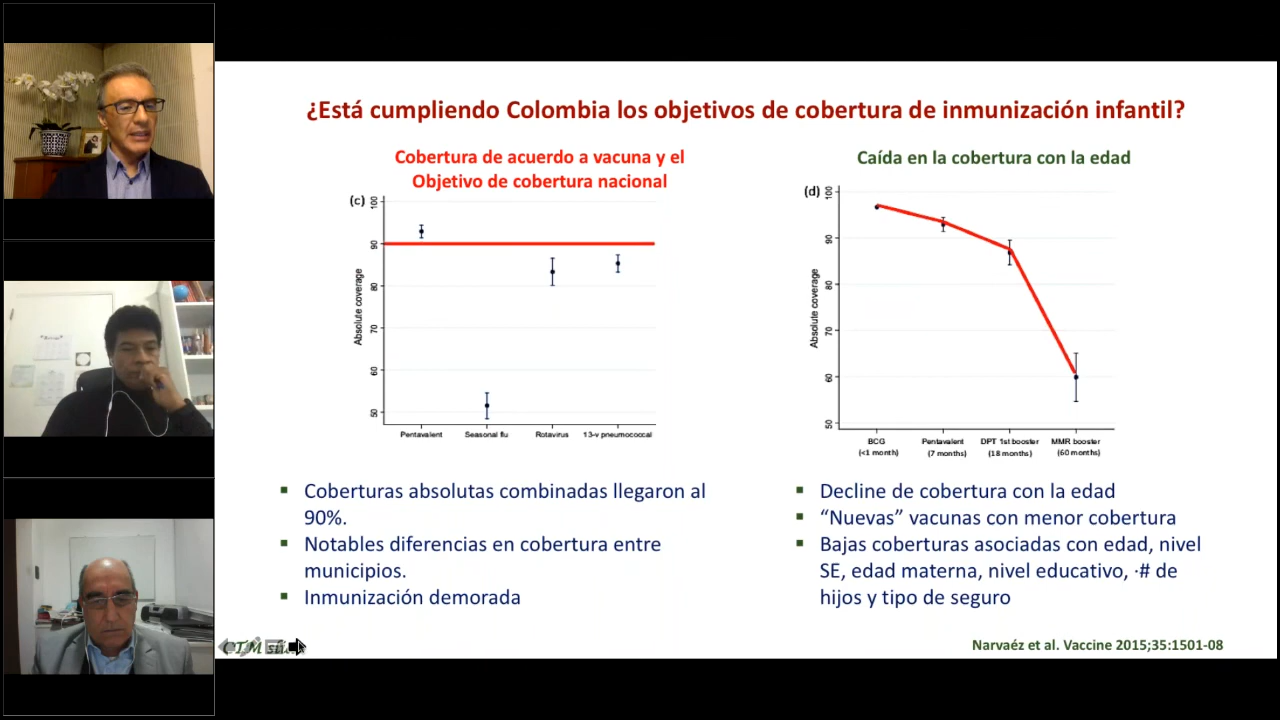 ¿Está cumpliendo Colombia los objetivos de cobertura de inmunización infantil?
Cobertura de acuerdo a vacuna y el
Objetivo de cobertura nacional
(c)
Absolute coverage
100
90
80
70
60
50
Pentavalent
Seasonal flu
Rotavirus
13-v pneumococcal
Coberturas absolutas combinadas llegaron al
90%.
Notables diferencias en cobertura entre
municipios.
Inmunización demorada
Caída en la cobertura con la edad
(d)
Absolute coverage
100
90
80
70
60
50
BCG
(<1 month)
Pentavalent
(7 months)
DPT 1st booster
(18 months)
MMR booster
(60 months)
Decline de cobertura con la edad
“Nuevas” vacunas con menor cobertura
Bajas coberturas asociadas con edad, nivel
SE, edad materna, nivel educativo, ·# de
hijos y tipo de seguro
Narvaéz et al. Vaccine 2015;35:1501-08